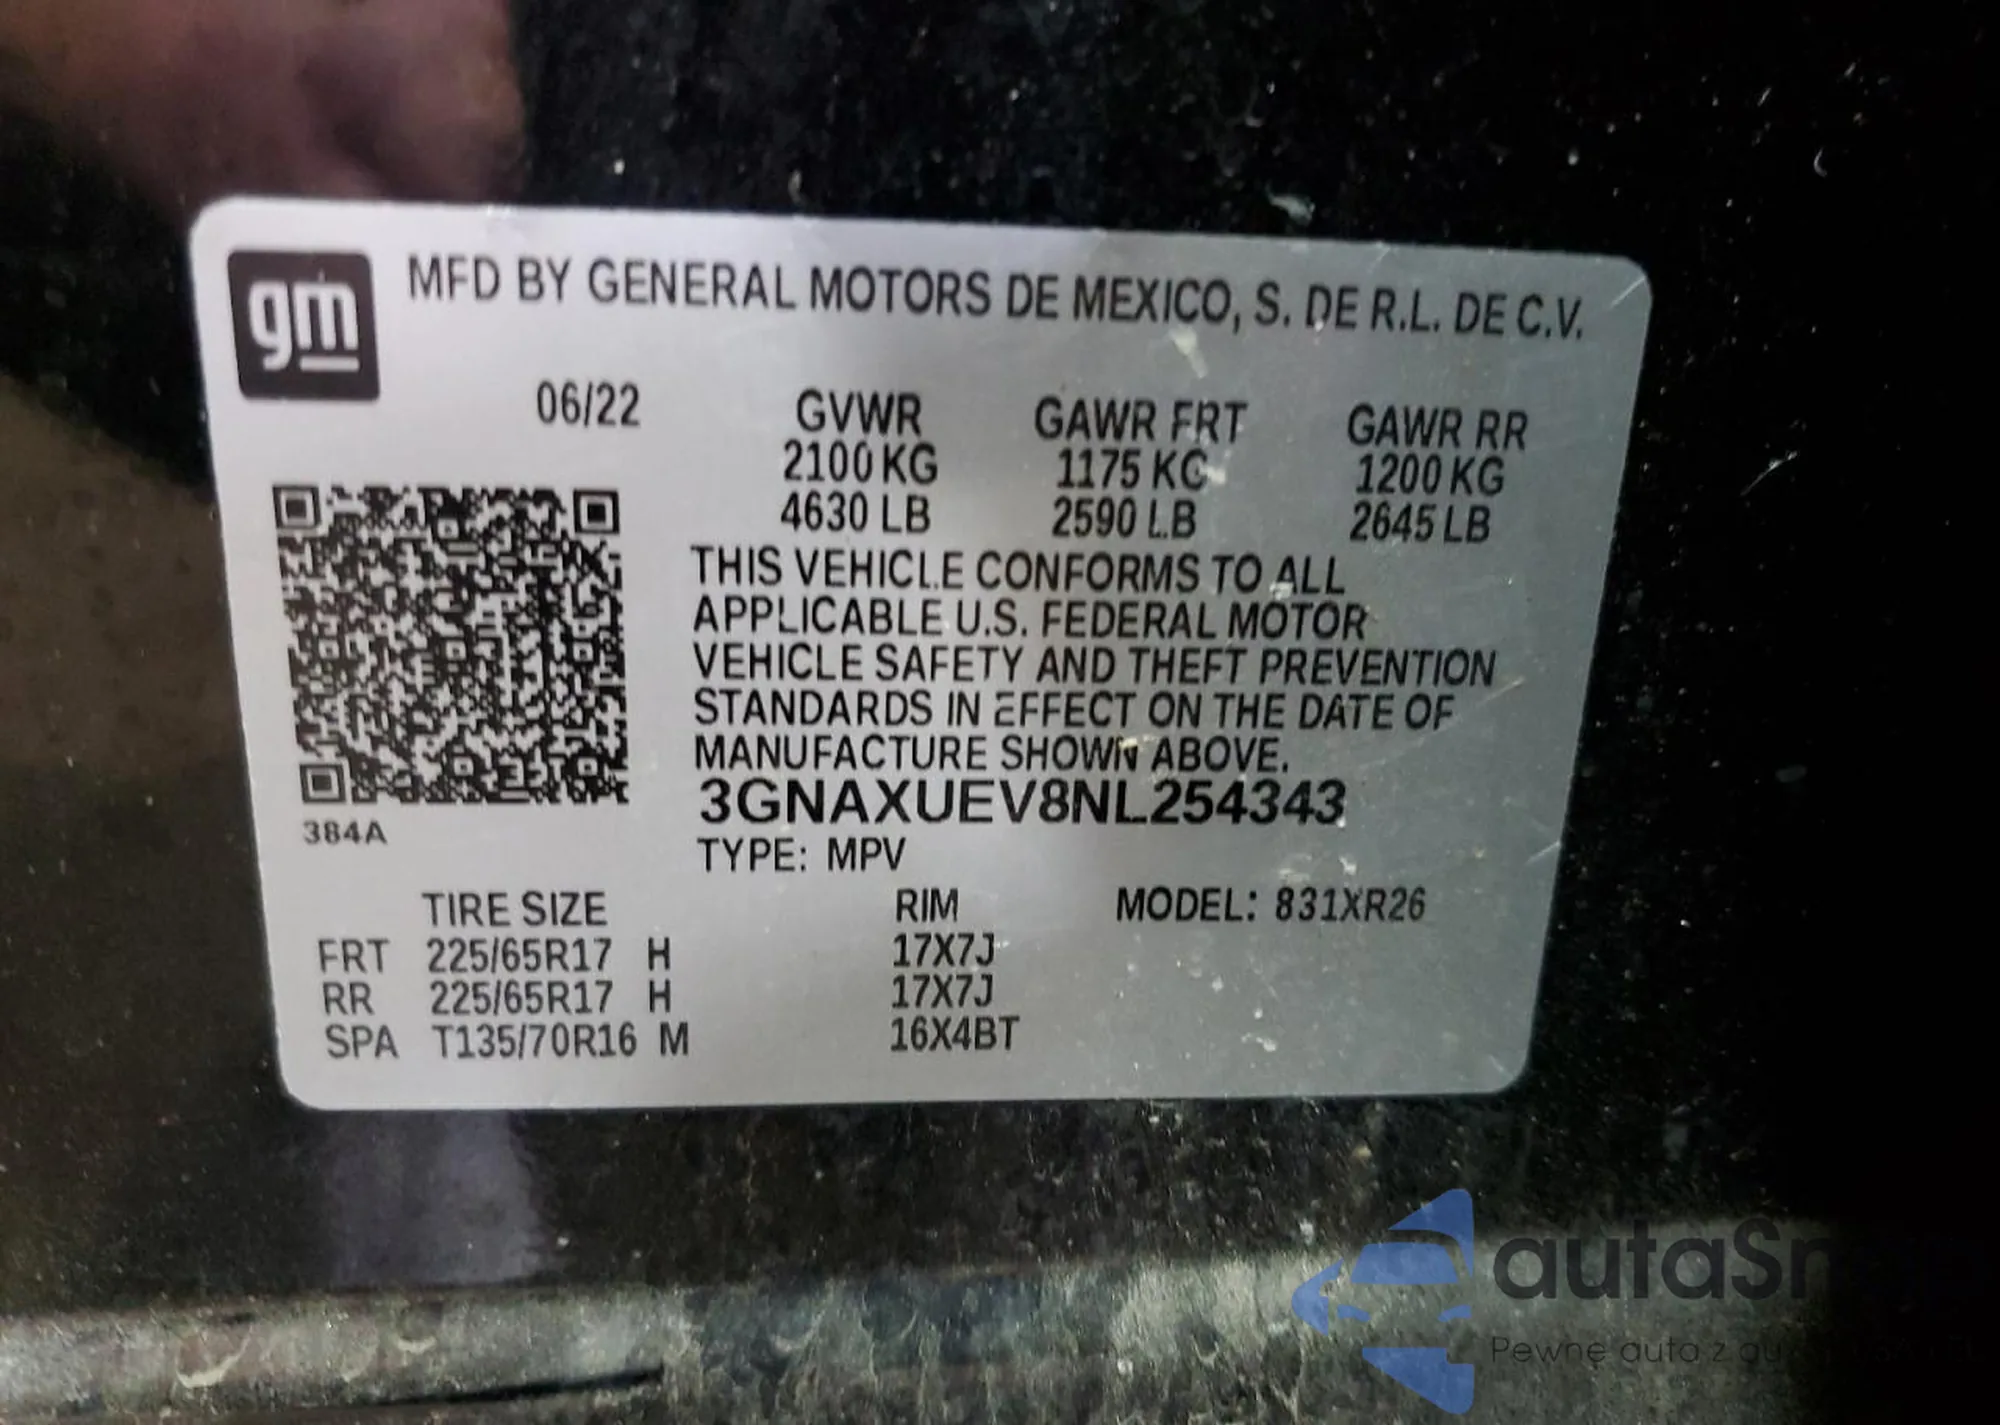 gm
MFD BY GENERAL MOTORS DE MEXICO, S. DE R.L. DE C.V.
06/22 GVWR GAWR FRT GAWR RR
2100 KG 1175 KG 1200 KG
4630 LB 2590 LB 2645 LB
THIS VEHICLE CONFORMS TO ALL
APPLICABLE U.S. FEDERAL MOTOR
VEHICLE SAFETY AND THEFT PREVENTION
STANDARDS IN EFFECT ON THE DATE OF
MANUFACTURE SHOWN ABOVE.
3GNAXUEV8NL254343
384A
TYPE: MPV
TIRE SIZE RIM MODEL: 831XR26
FRT 225/65R17 H 17X7J
RR 225/65R17 H 17X7J
SPA T135/70R16 M 16X4BT
Pewne auta z